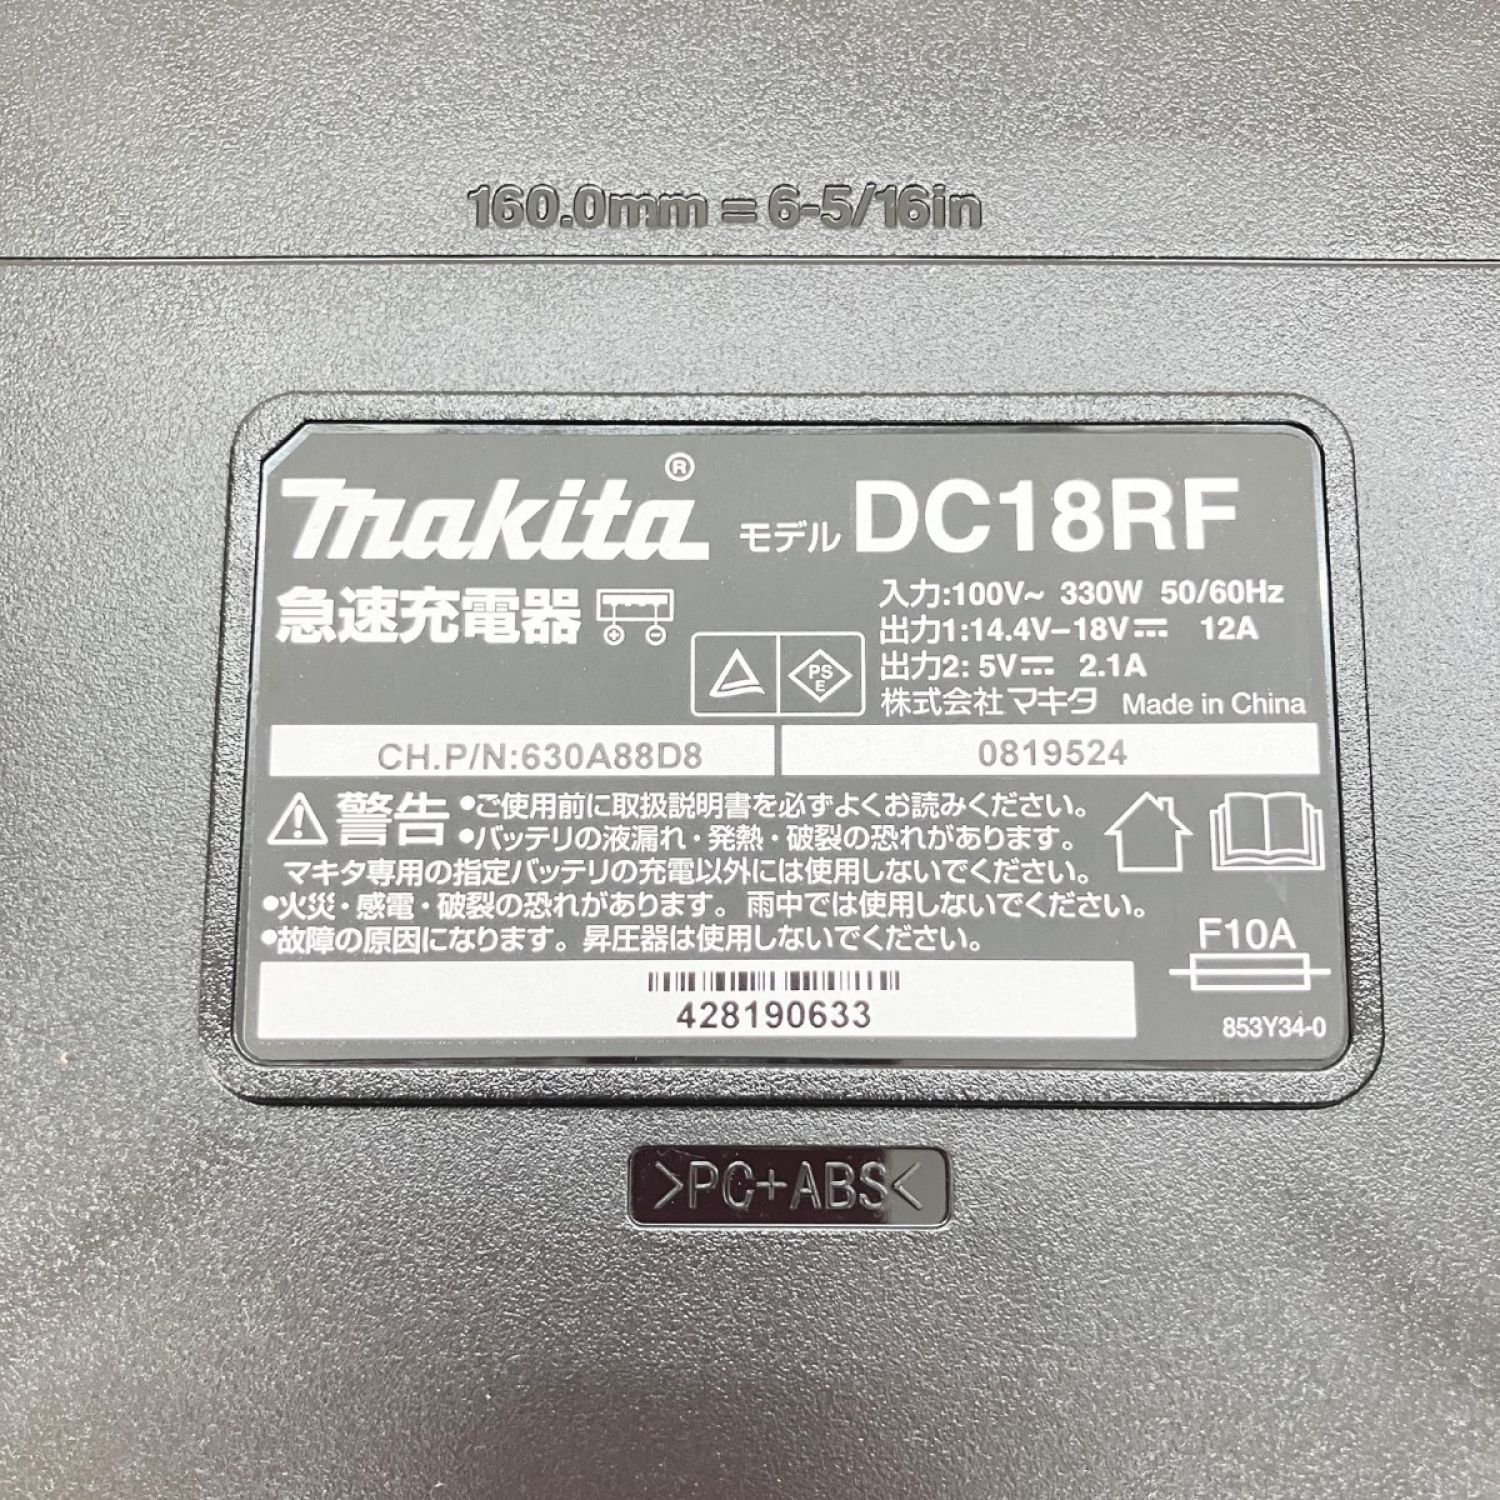 160.0mm = 6-5/16in
makita® モデル DC18RF
急速充電器
入力:100V~ 330W 50/60Hz
出力1:14.4V-18V⎓ 12A
出力2: 5V⎓ 2.1A
PS
E
株式会社 マキタ Made in China
CH.P/N:630A88D8 0819524
警告 •ご使用前に取扱説明書を必ずよくお読みください。
•バッテリの液漏れ・発熱・破裂の恐れがあります。
マキタ専用の指定バッテリの充電以外には使用しないでください。
•火災・感電・破裂の恐れがあります。雨中では使用しないでください。
•故障の原因になります。昇圧器は使用しないでください。
F10A
428190633
853Y34-0
>PC+ABS<